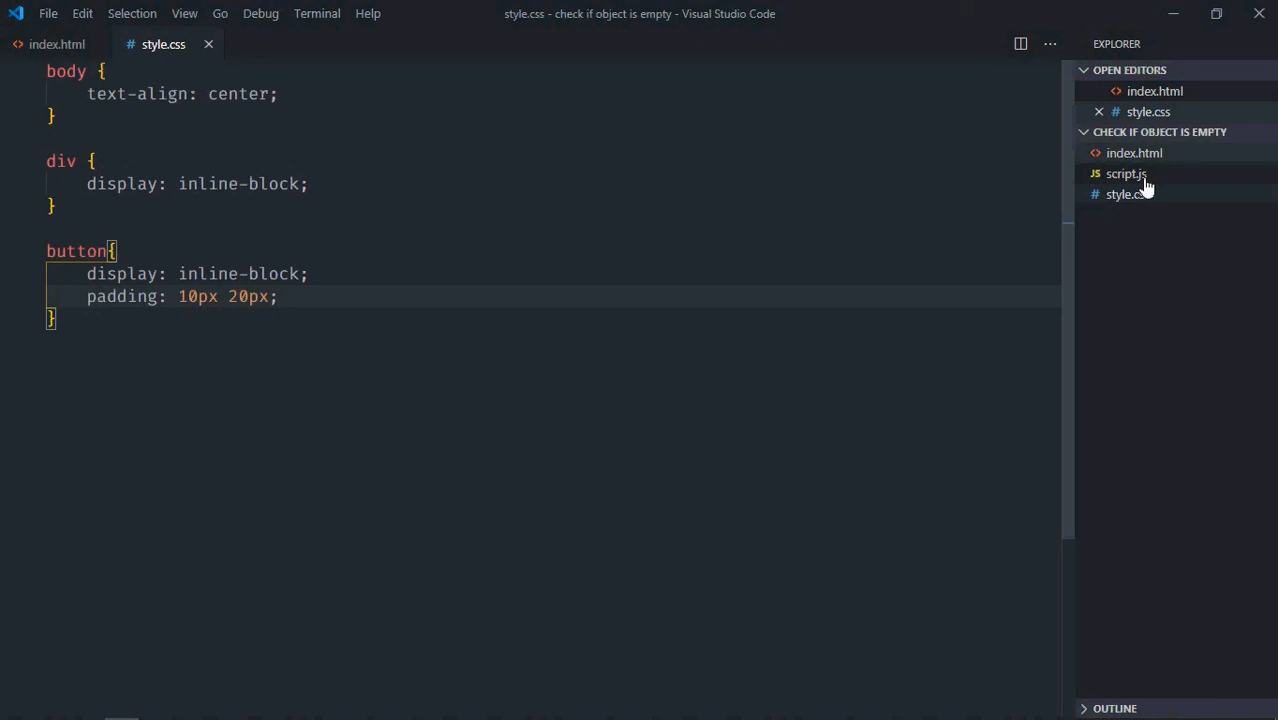 File Edit Selection View Go Debug Terminal Help
style.css - check if object is empty - Visual Studio Code
<> index.html
# style.css
EXPLORER
OPEN EDITORS
<> index.html
# style.css
CHECK IF OBJECT IS EMPTY
<> index.html
JS script.js
# style.css
body {
    text-align: center;
}
div {
    display: inline-block;
}
button{
    display: inline-block;
    padding: 10px 20px;
}
OUTLINE